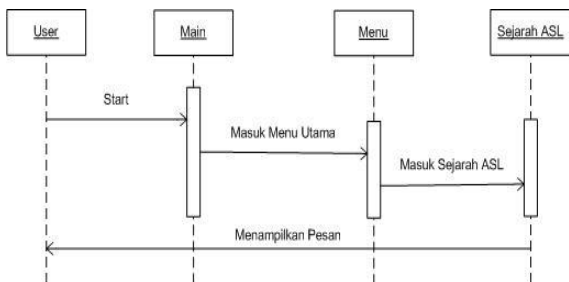 User
Main
Menu
Sejarah ASL
Start
Masuk Menu Utama
Masuk Sejarah ASL
Menampilkan Pesan